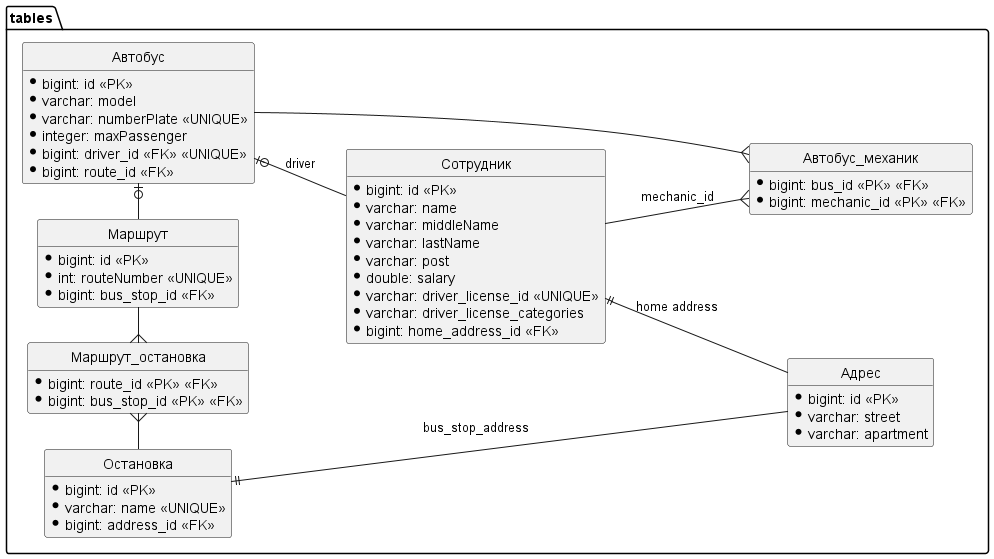 tables
Автобус
bigint: id «PK»
varchar: model
varchar: numberPlate «UNIQUE»
integer: maxPassenger
bigint: driver_id «FK» «UNIQUE»
bigint: route_id «FK»
driver
Сотрудник
bigint: id «PK»
varchar: name
varchar: middleName
varchar: lastName
varchar: post
double: salary
varchar: driver_license_id «UNIQUE»
varchar: driver_license_categories
bigint: home_address_id «FK»
mechanic_id
Автобус_механик
bigint: bus_id «PK» «FK»
bigint: mechanic_id «PK» «FK»
Маршрут
bigint: id «PK»
int: routeNumber «UNIQUE»
bigint: bus_stop_id «FK»
home address
Маршрут_остановка
bigint: route_id «PK» «FK»
bigint: bus_stop_id «PK» «FK»
Адрес
bigint: id «PK»
varchar: street
varchar: apartment
bus_stop_address
Остановка
bigint: id «PK»
varchar: name «UNIQUE»
bigint: address_id «FK»